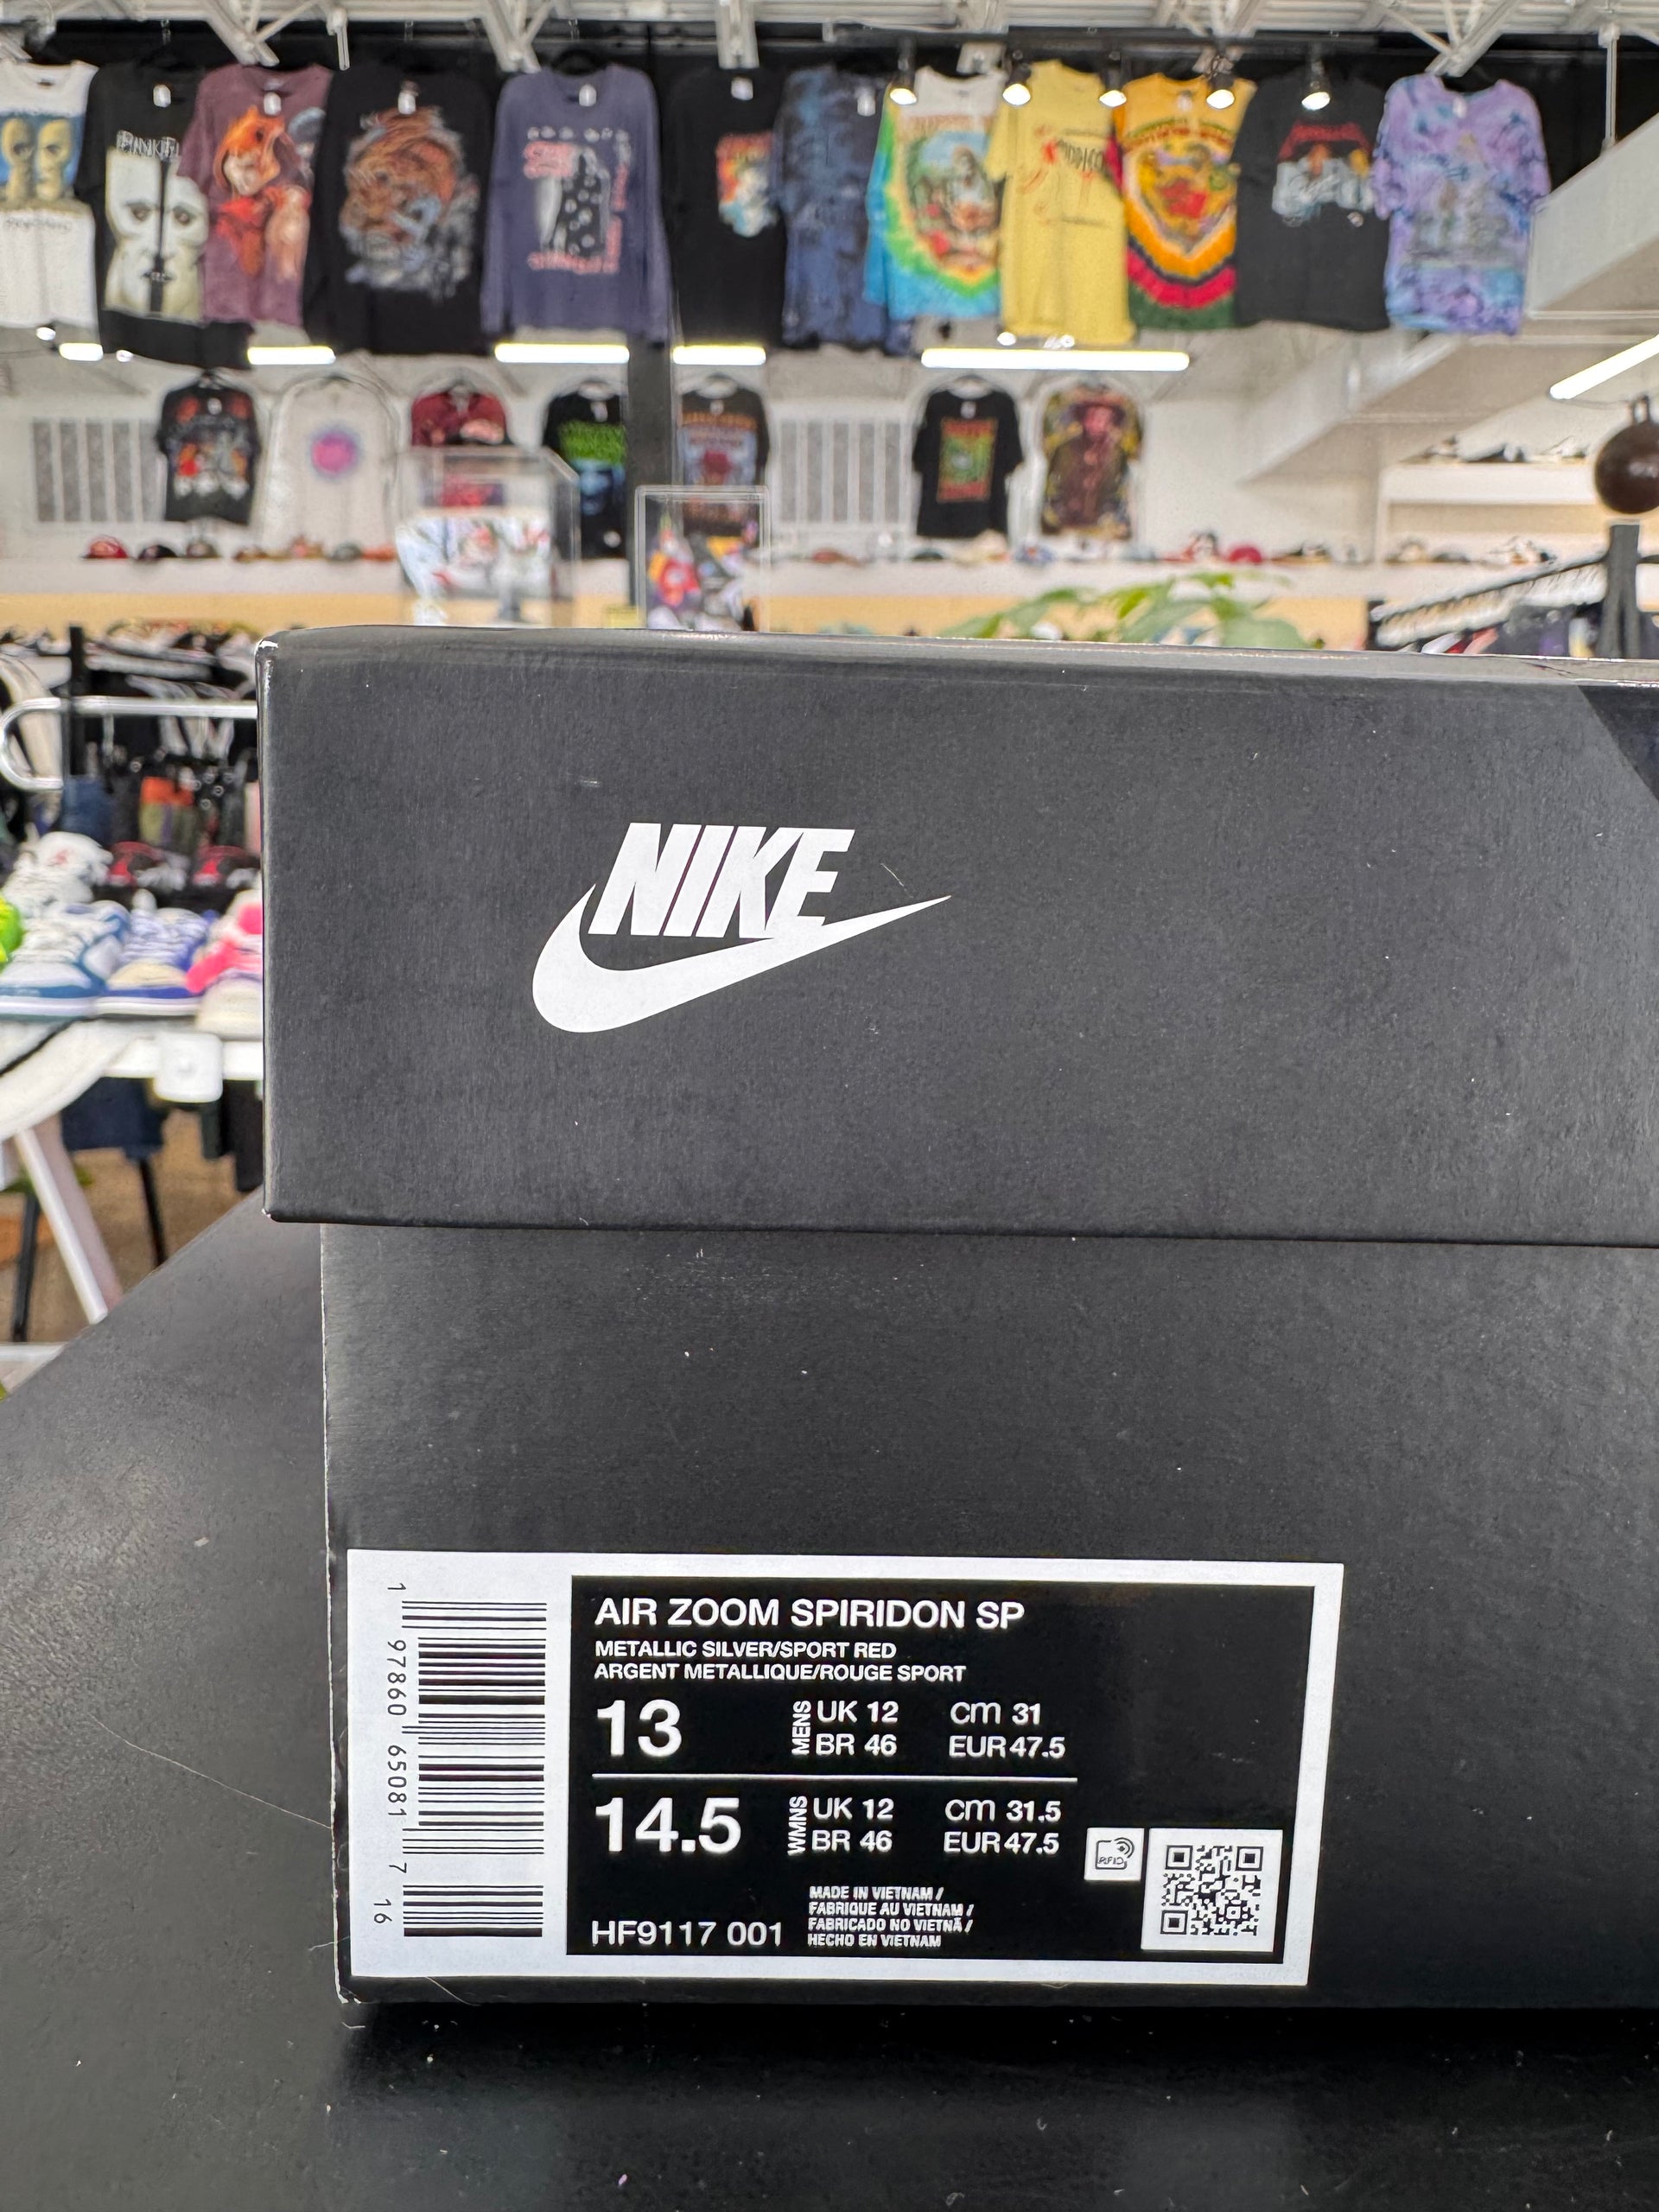 NIKE
AIR ZOOM SPIRIDON SP
METALLIC SILVER/SPORT RED
ARGENT METALLIQUE/ROUGE SPORT
13 MENS UK 12 CM 31
BR 46 EUR 47.5
14.5 WMNS UK 12 CM 31.5
BR 46 EUR 47.5
RFID
HF9117 001
MADE IN VIETNAM /
FABRIQUE AU VIETNAM /
FABRICADO NO VIETNÃ /
HECHO EN VIETNAM
1 97860 65081 7 16